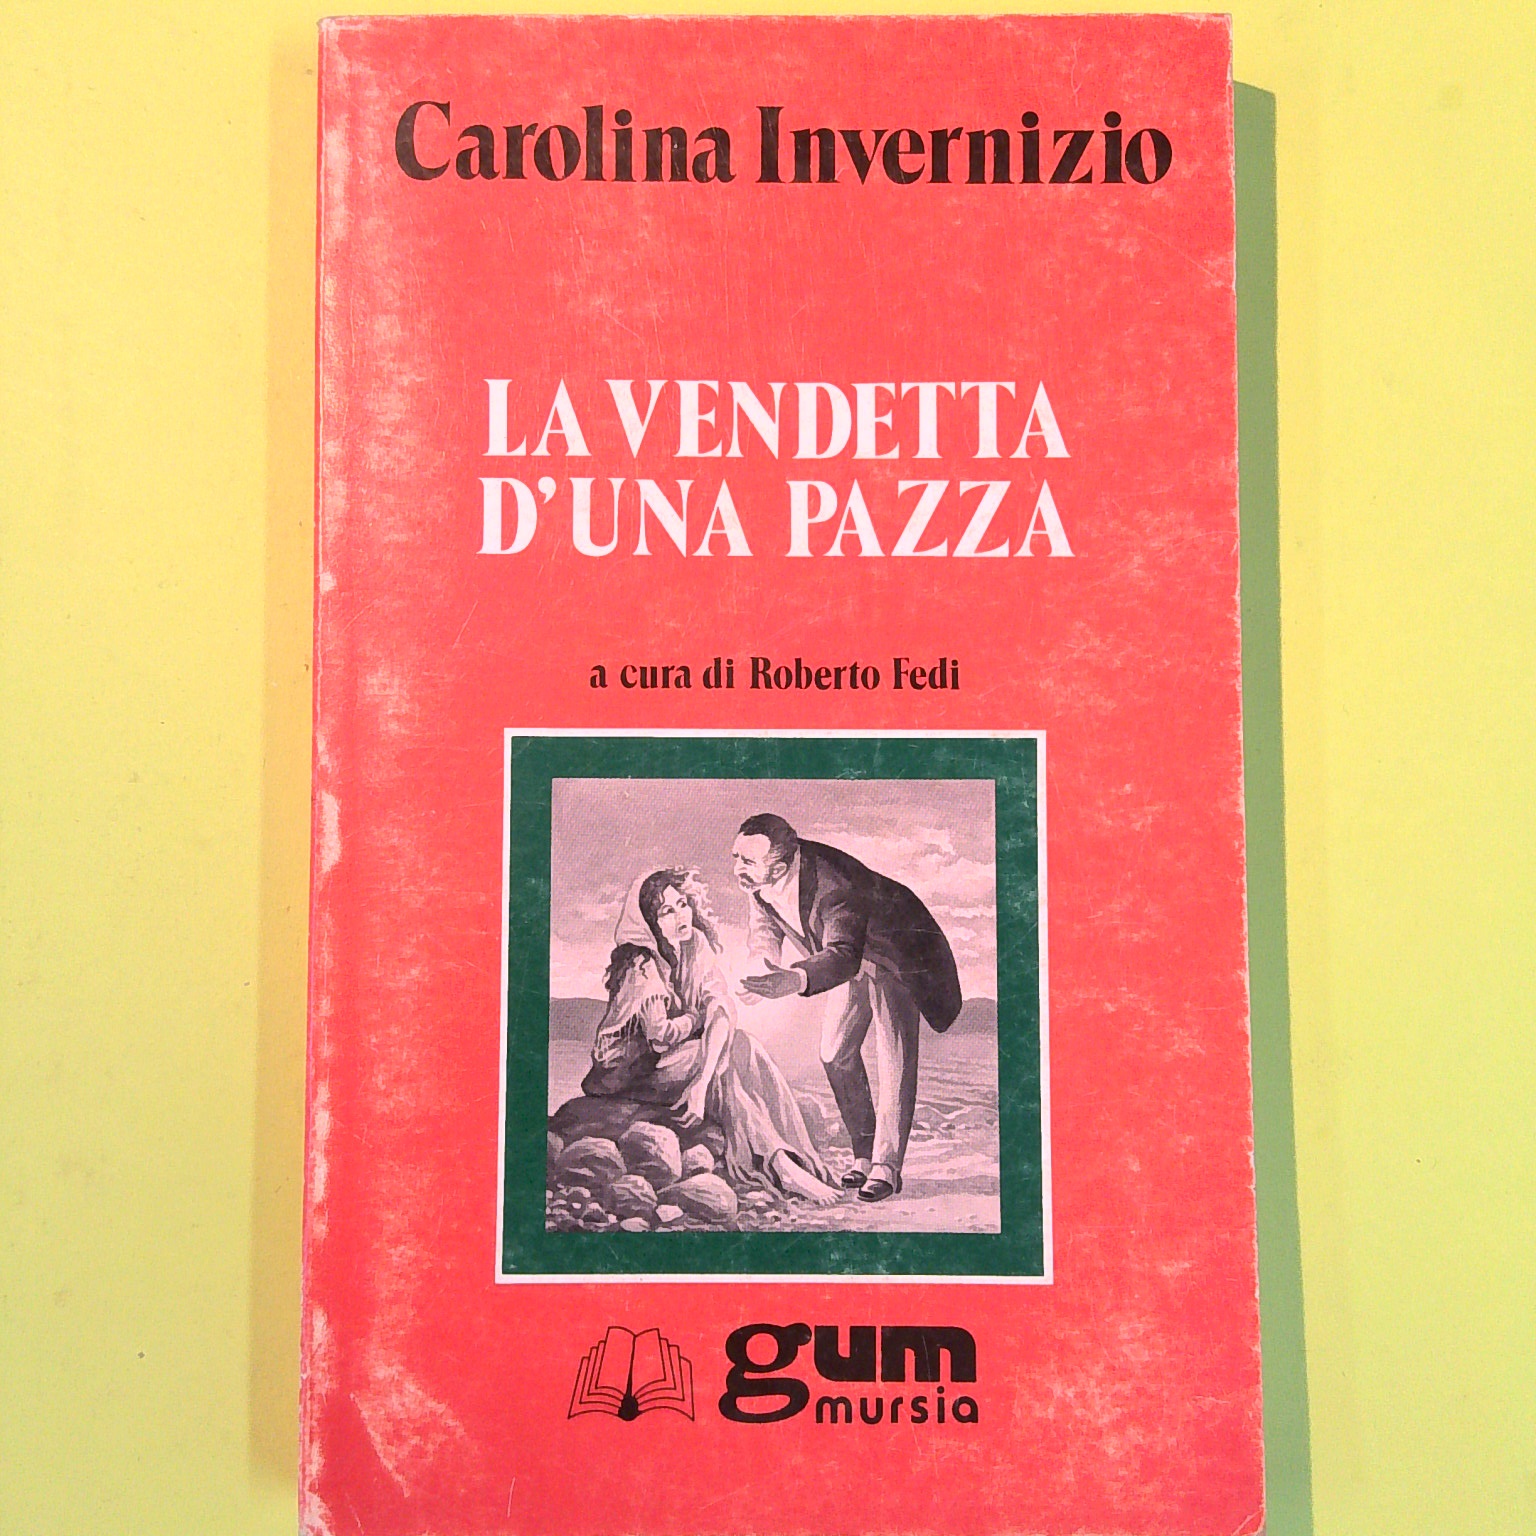 Carolina Invernizio
LA VENDETTA
D'UNA PAZZA
a cura di Roberto Fedi
gum
mursia